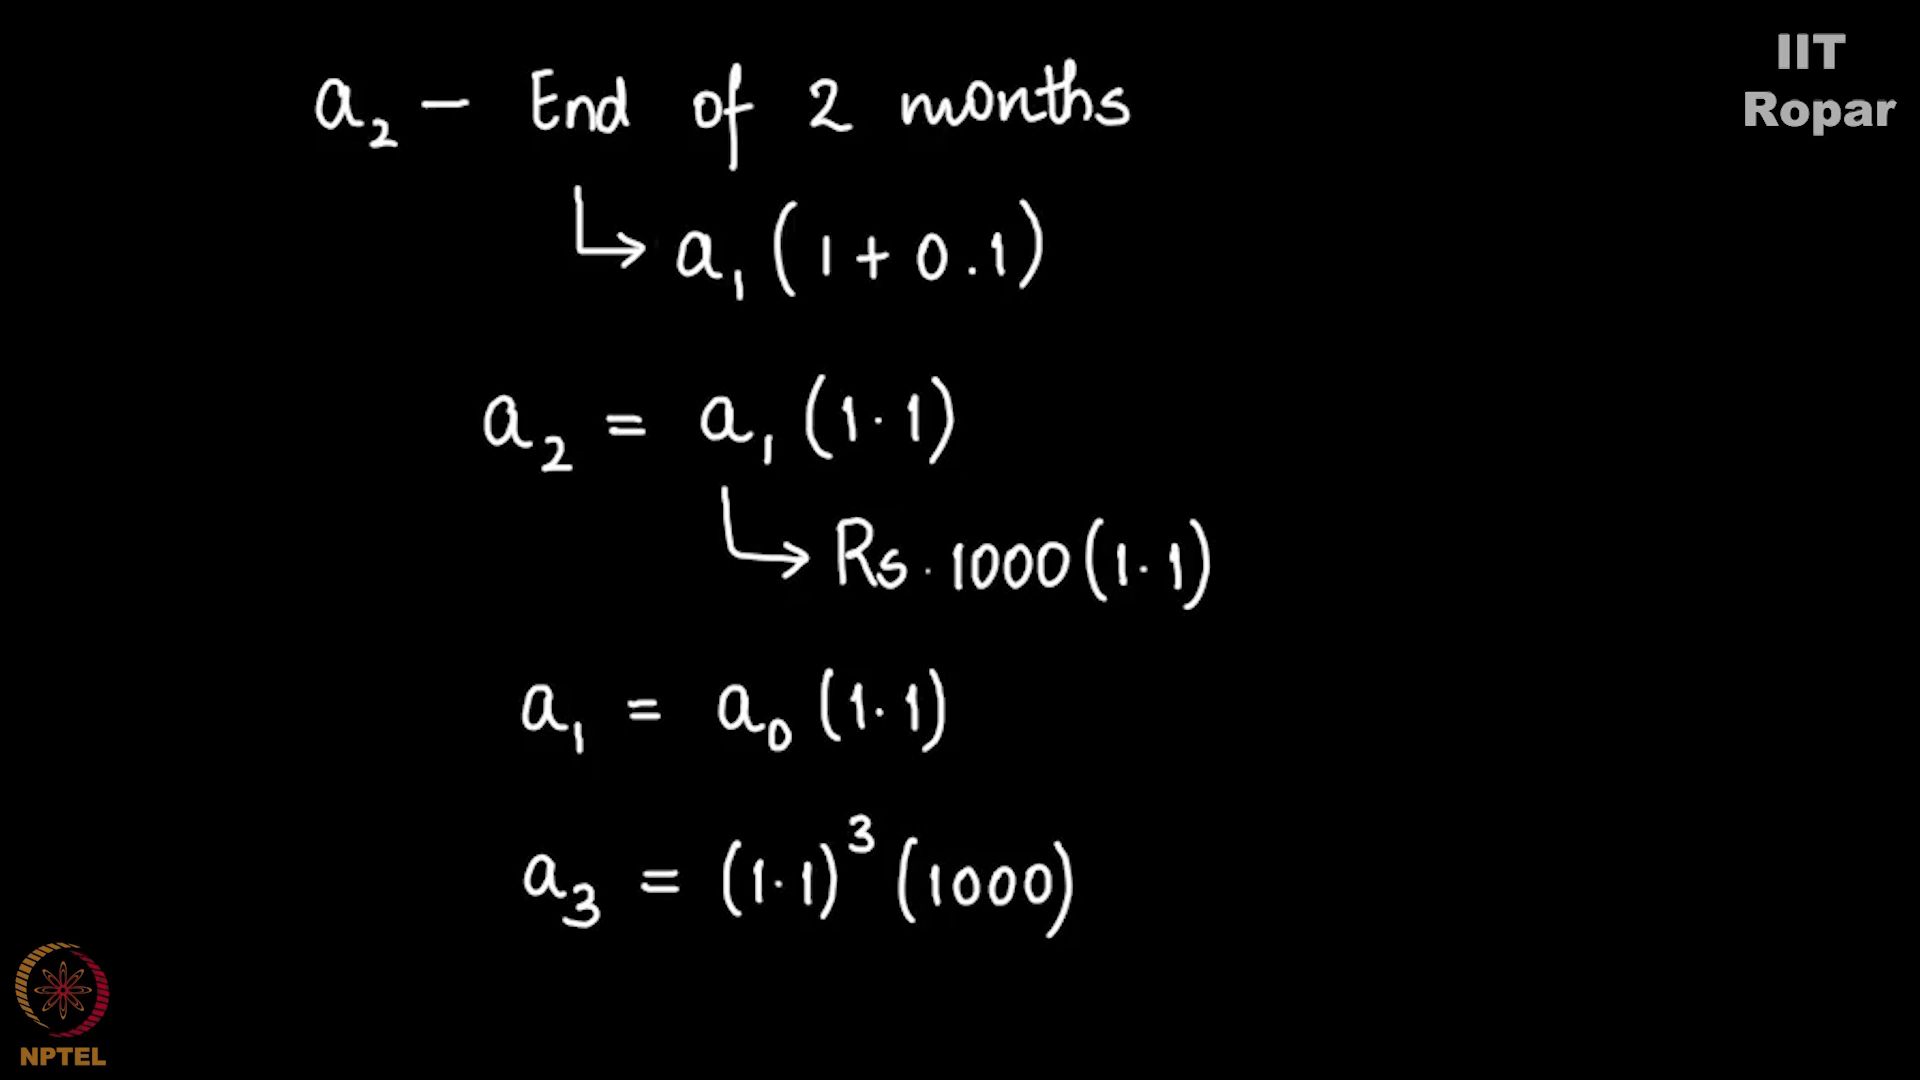 IIT
Ropar
a₂ – End of 2 months
↳ a₁ (1 + 0.1)
a₂ = a₁ (1.1)
↳ Rs. 1000 (1.1)
a₁ = a₀ (1.1)
a₃ = (1.1)³ (1000)
NPTEL